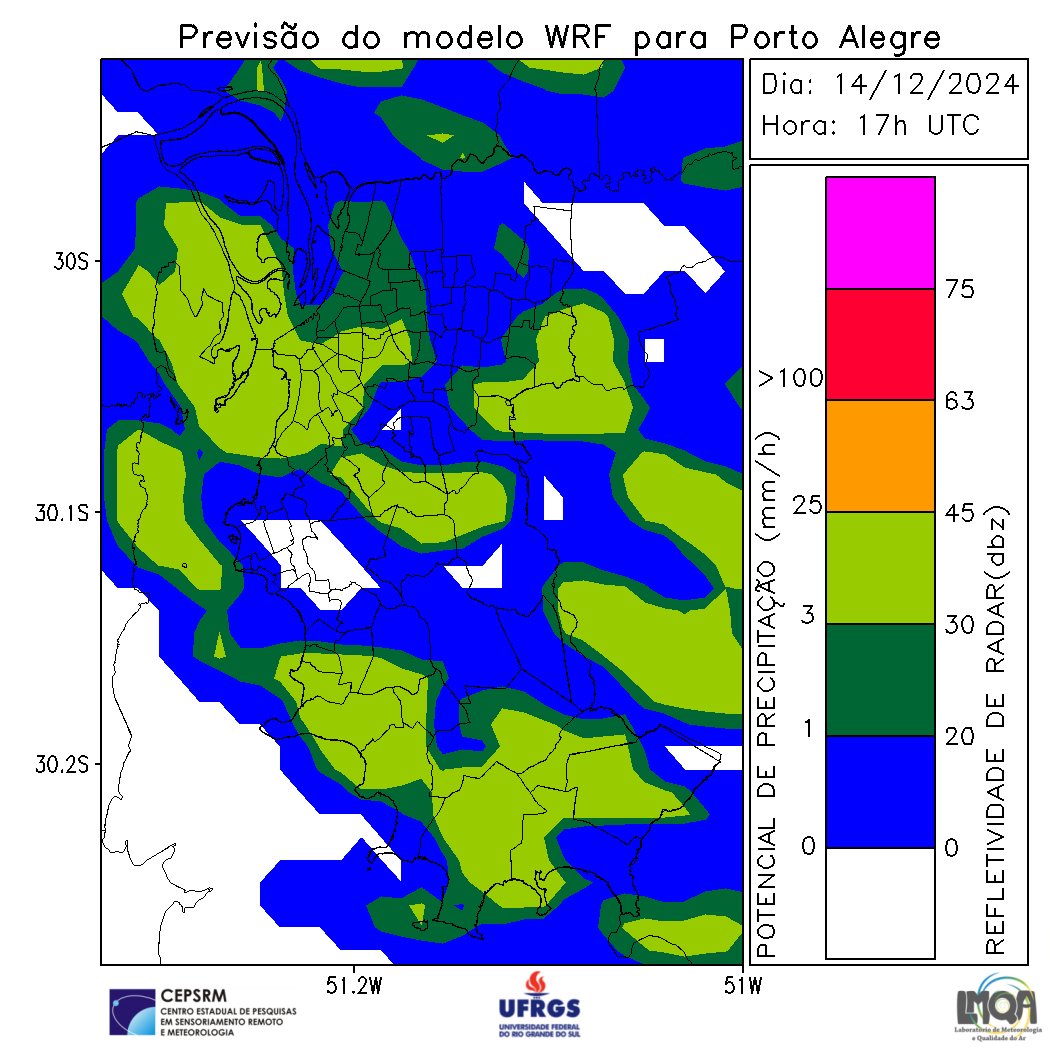 Previsão do modelo WRF para Porto Alegre
Dia: 14/12/2024
Hora: 17h UTC
30S
30.1S
30.2S
51.2W
51W
POTENCIAL DE PRECIPITAÇÃO (mm/h)
>100
25
3
1
0
75
63
45
30
20
0
REFLETIVIDADE DE RADAR(dbz)
CEPSRM
CENTRO ESTADUAL DE PESQUISAS
EM SENSORIAMENTO REMOTO
E METEOROLOGIA
UFRGS
UNIVERSIDADE FEDERAL
DO RIO GRANDE DO SUL
LMQA
Laboratório de Meteorologia
e Qualidade do Ar